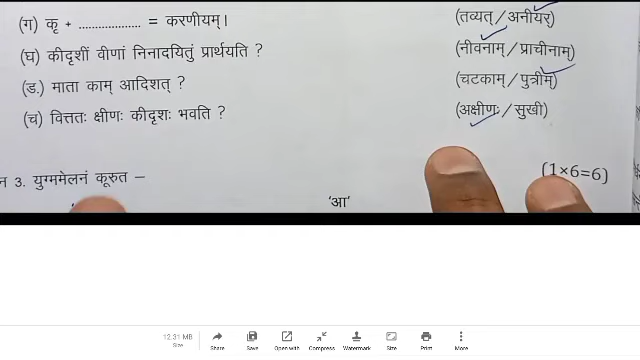 (ग) कृ + ................... = करणीयम्। (तव्यत्/अनीयर्)
(घ) कीदृशीं वीणां निनादयितुं प्रार्थयति ? (नीवनाम्/प्राचीनाम्)
(ड.) माता काम् आदिशत् ? (चटकाम्/पुत्रीम्)
(च) वित्ततः क्षीणः कीदृशः भवति ? (अक्षीणः/सुखी)
न 3. युग्ममेलनं कूरुत – (1×6=6)
'आ'
12.31 MB
Size
Share
Save
Open with
Compress
Watermark
Size
Print
More